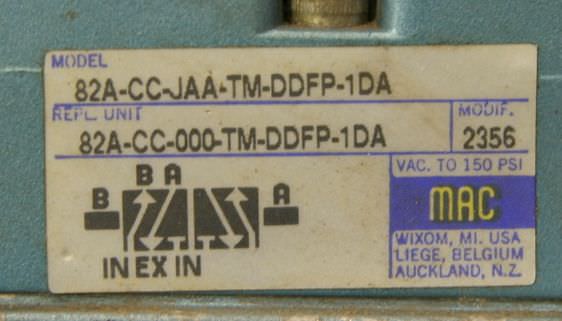 MODEL
82A-CC-JAA-TM-DDFP-1DA
REPL. UNIT
82A-CC-000-TM-DDFP-1DA
MODIF.
2356
VAC. TO 150 PSI
MAC
WIXOM, MI. USA
LIEGE, BELGIUM
AUCKLAND, N.Z.
B A
B A
IN EX IN